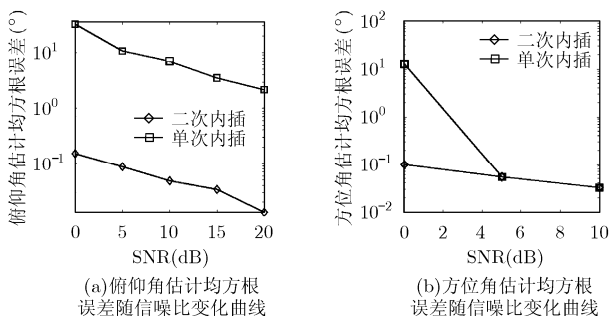 俯仰角估计均方根误差(°)
10¹
10⁰
10⁻¹
二次内插
单次内插
0 5 10 15 20
SNR(dB)
(a)俯仰角估计均方根
误差随信噪比变化曲线
方位角估计均方根误差(°)
10²
10¹
10⁰
10⁻¹
10⁻²
二次内插
单次内插
0 2 4 6 8 10
SNR(dB)
(b)方位角估计均方根
误差随信噪比变化曲线